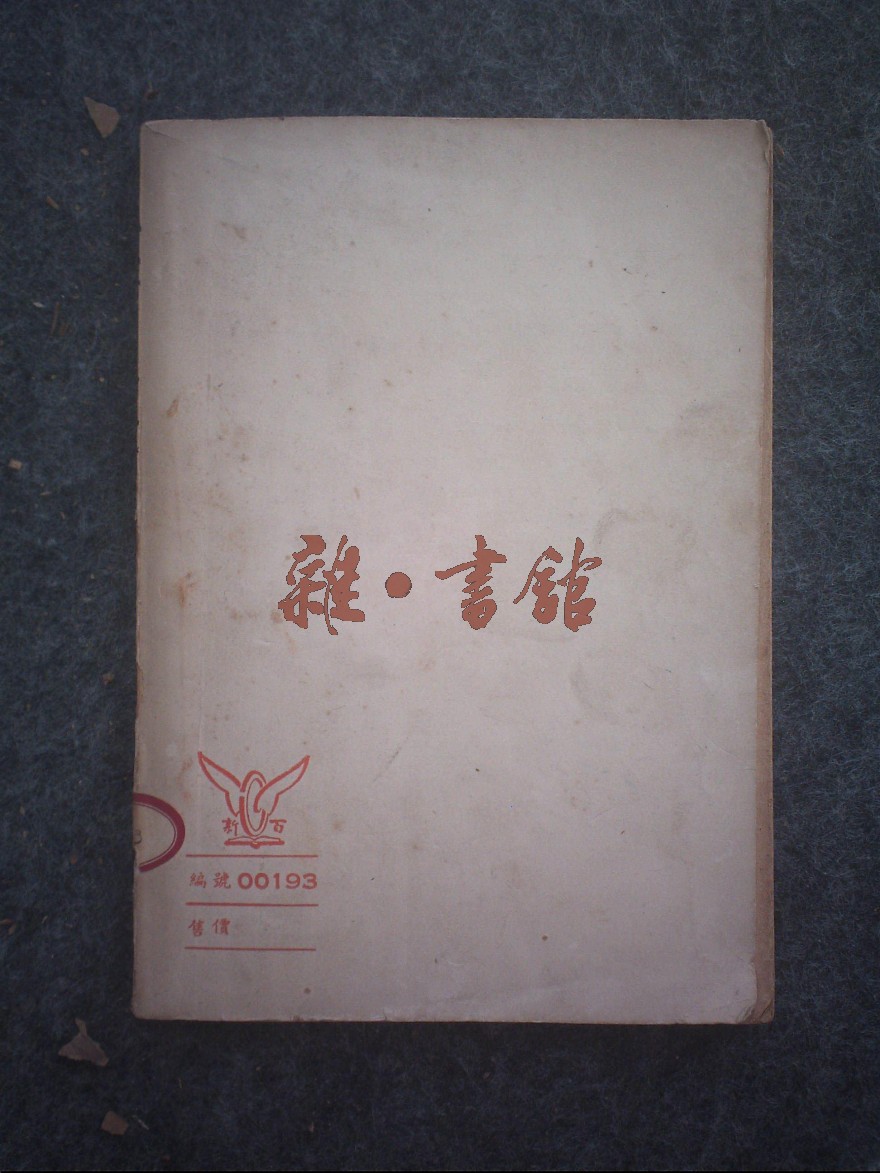 雜·書館
新百
編號 00193
售價